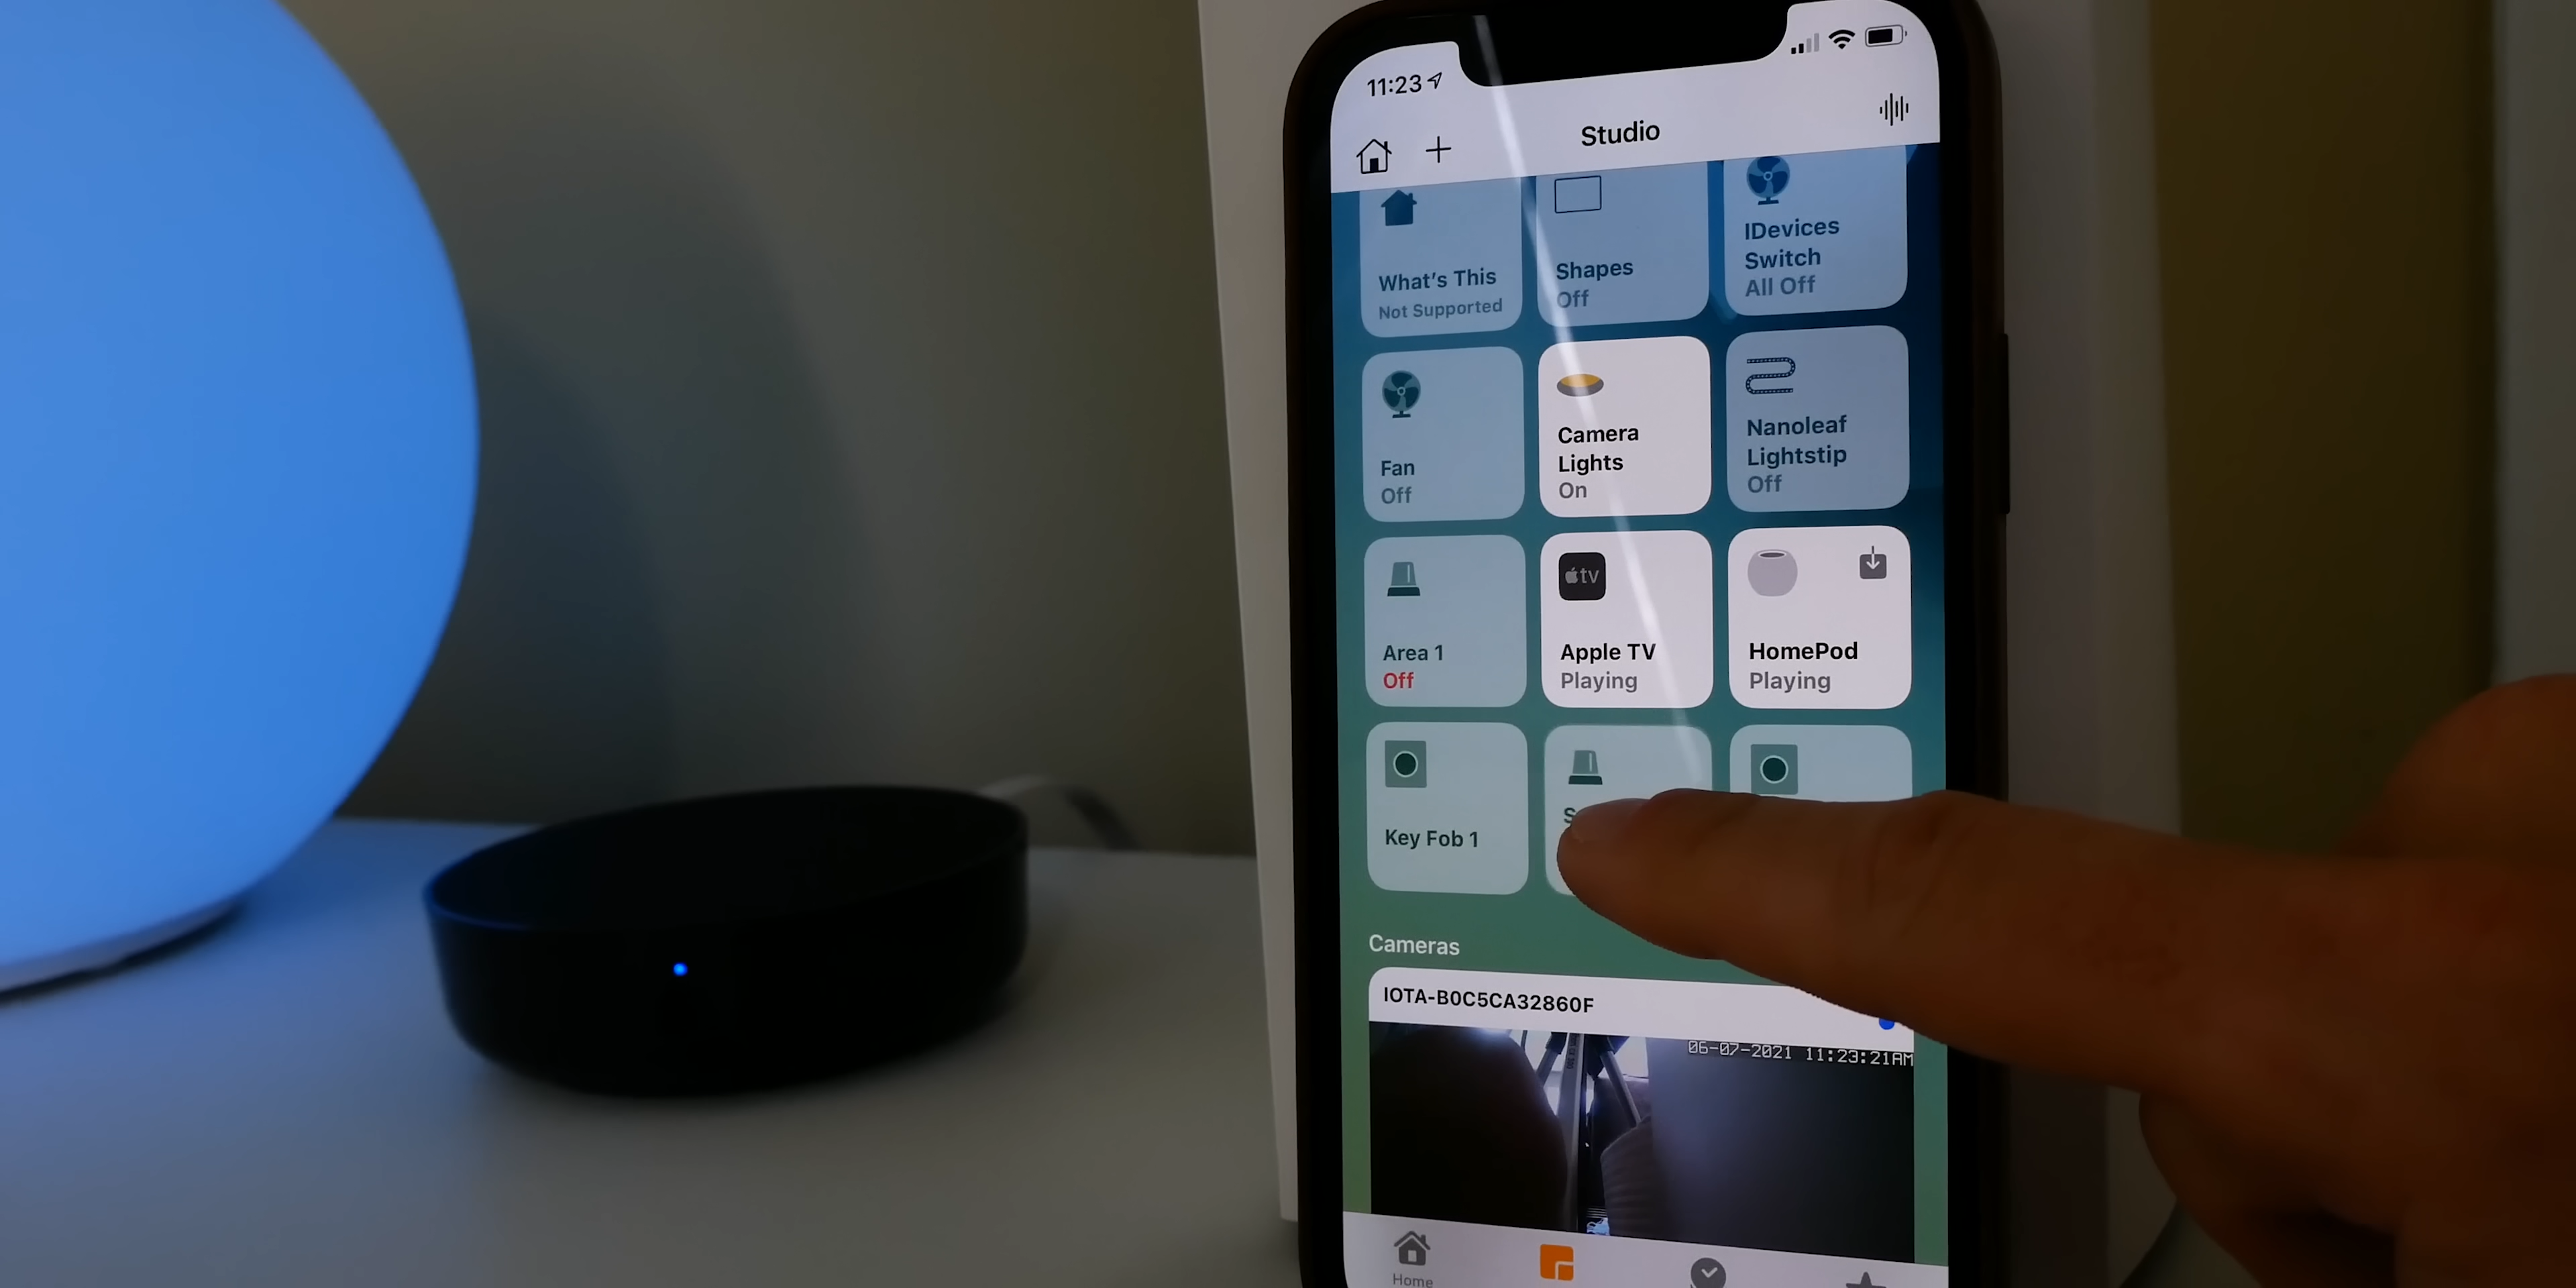 11:23
Studio
What's This
Not Supported
Shapes
Off
IDevices
Switch
All Off
Fan
Off
Camera
Lights
On
Nanoleaf
Lightstip
Off
Area 1
Off
tv
Apple TV
Playing
HomePod
Playing
Key Fob 1
Cameras
IOTA-B0C5CA32860F
06-07-2021 11:23:21AM
Home